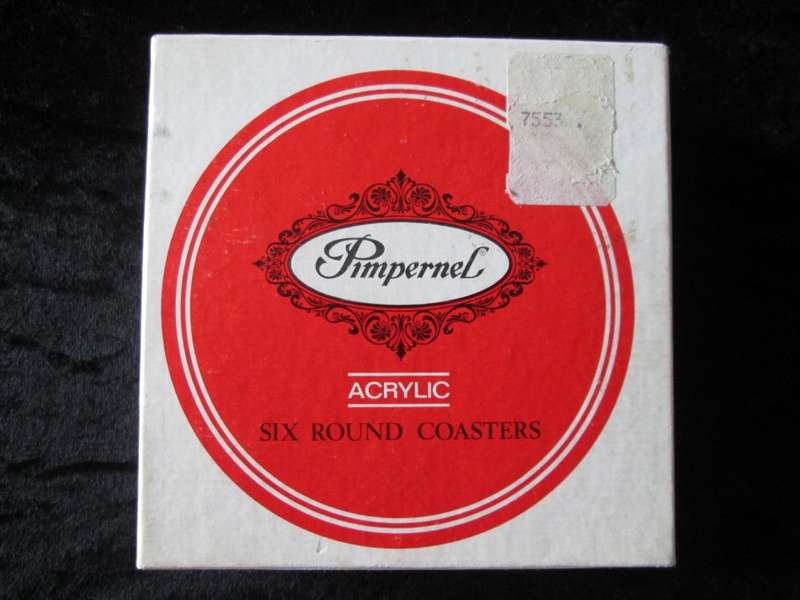 7553
Pimpernel
ACRYLIC
SIX ROUND COASTERS